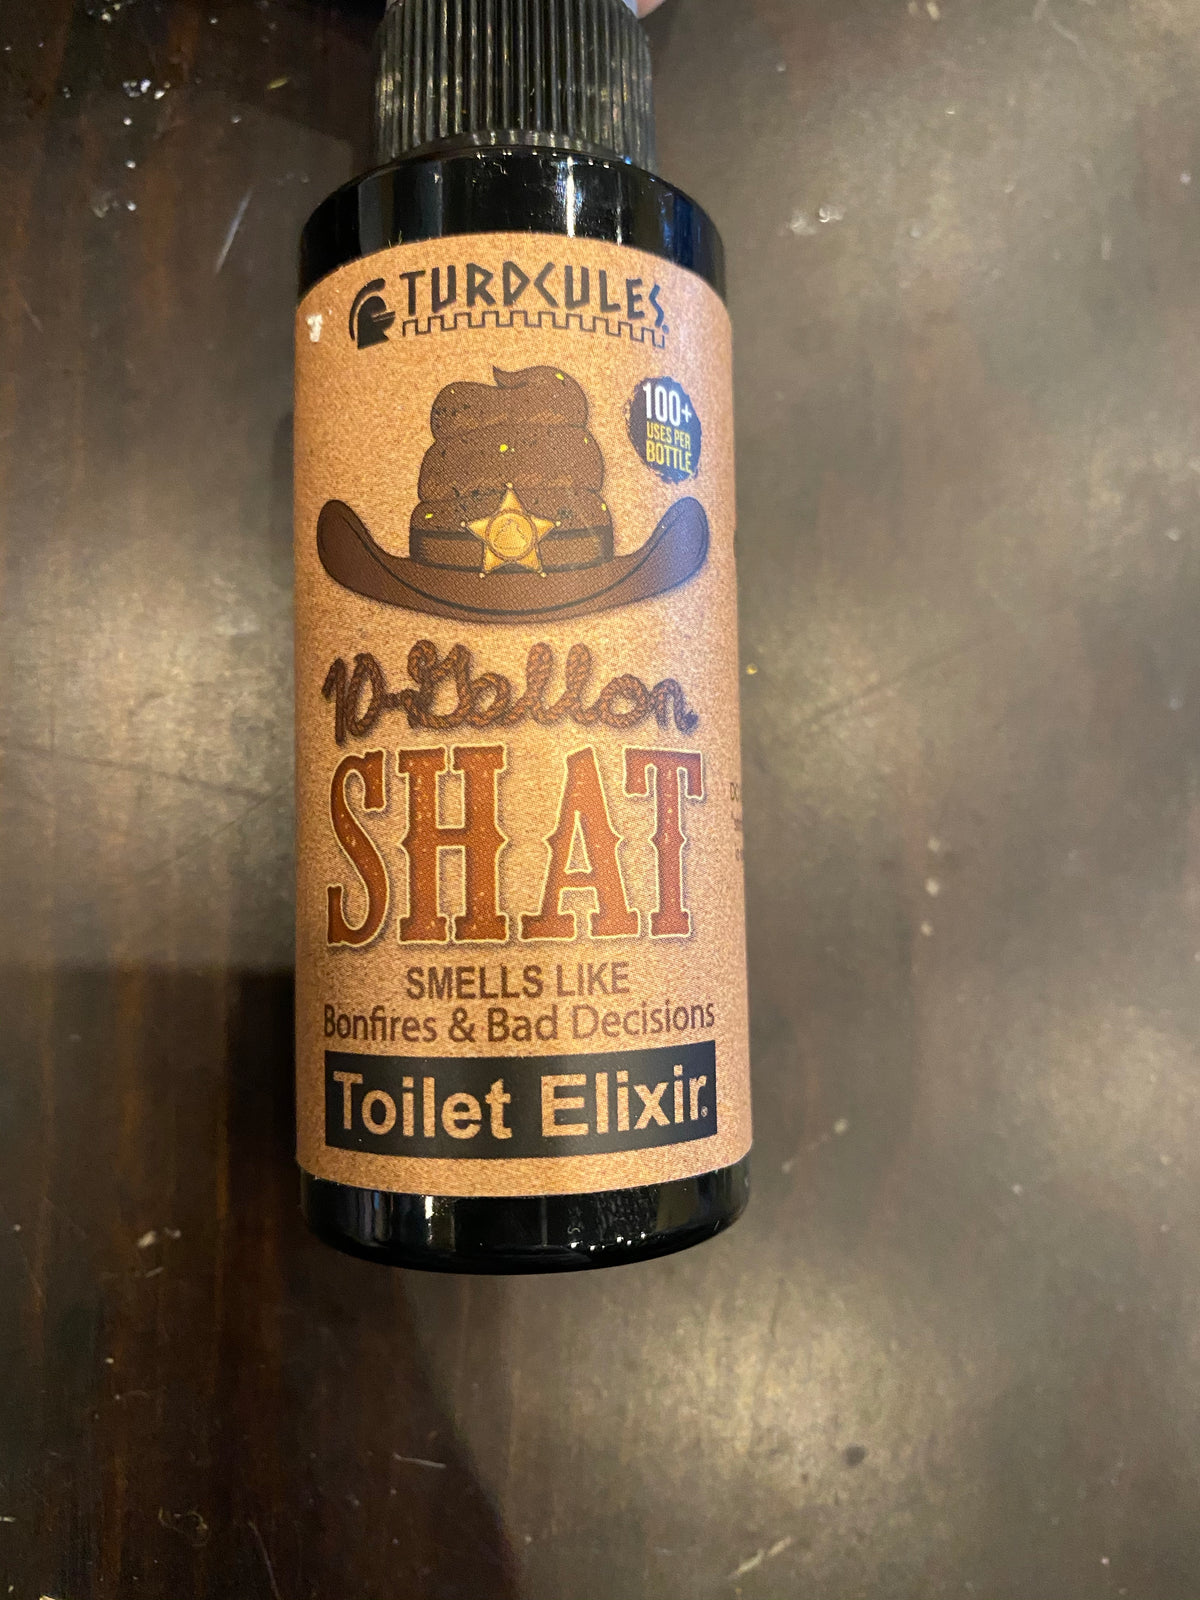 TURDCULES®
100+
USES PER
BOTTLE
10-Gallon
SHAT
SMELLS LIKE
Bonfires & Bad Decisions
Toilet Elixir®